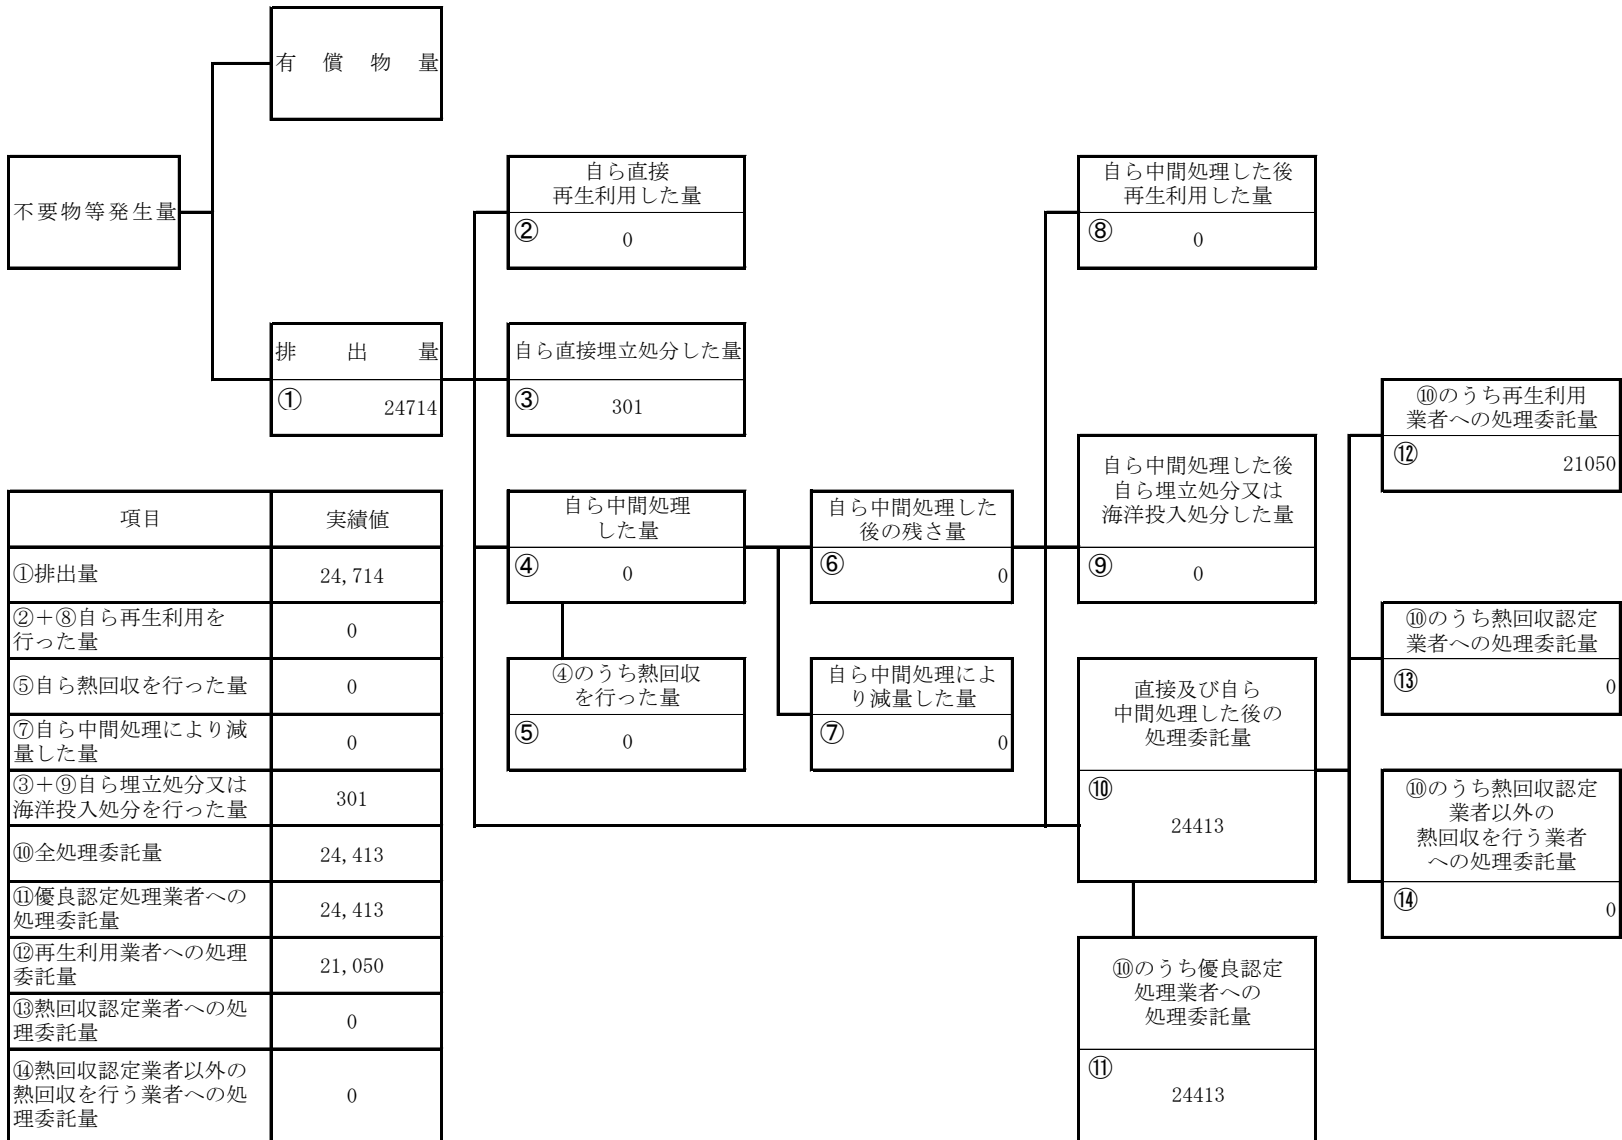 有償物量
不要物等発生量
排出量
① 24714
自ら直接
再生利用した量
② 0
自ら直接埋立処分した量
③ 301
自ら中間処理
した量
④ 0
④のうち熱回収
を行った量
⑤ 0
自ら中間処理した
後の残さ量
⑥ 0
自ら中間処理によ
り減量した量
⑦ 0
自ら中間処理した後
再生利用した量
⑧ 0
自ら中間処理した後
自ら埋立処分又は
海洋投入処分した量
⑨ 0
直接及び自ら
中間処理した後の
処理委託量
⑩
24413
⑩のうち優良認定
処理業者への
処理委託量
⑪
24413
⑩のうち再生利用
業者への処理委託量
⑫ 21050
⑩のうち熱回収認定
業者への処理委託量
⑬ 0
⑩のうち熱回収認定
業者以外の
熱回収を行う業者
への処理委託量
⑭ 0
項目 実績値
①排出量 24,714
②＋⑧自ら再生利用を
行った量 0
⑤自ら熱回収を行った量 0
⑦自ら中間処理により減
量した量 0
③＋⑨自ら埋立処分又は
海洋投入処分を行った量 301
⑩全処理委託量 24,413
⑪優良認定処理業者への
処理委託量 24,413
⑫再生利用業者への処理
委託量 21,050
⑬熱回収認定業者への処
理委託量 0
⑭熱回収認定業者以外の
熱回収を行う業者への処
理委託量 0